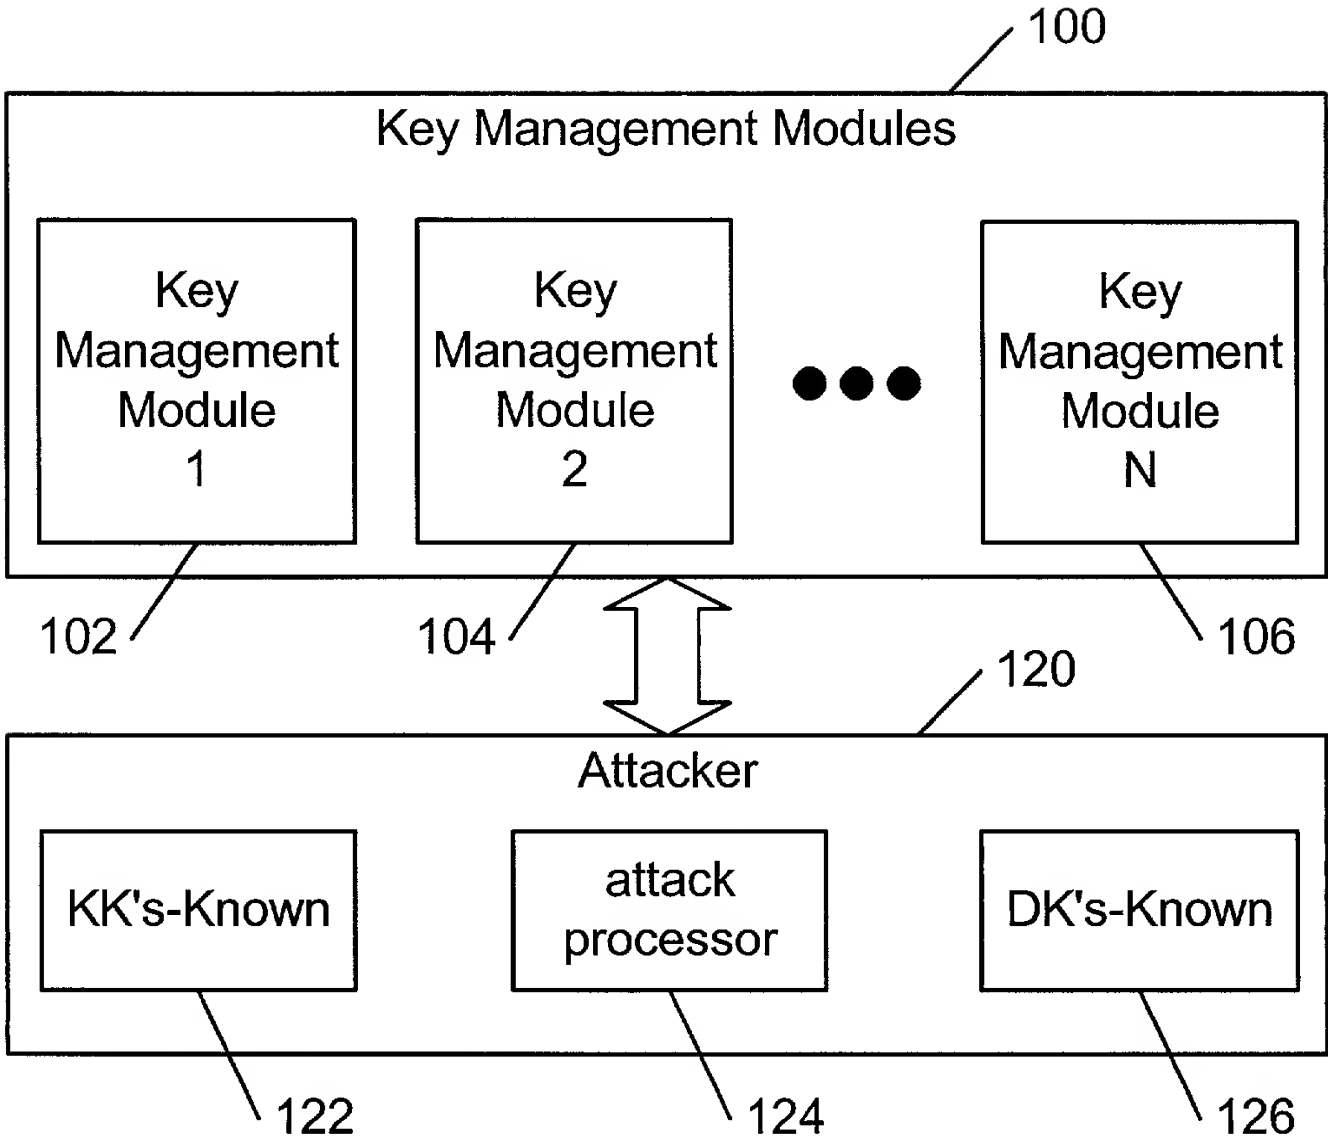 100
Key Management Modules
Key
Management
Module
1
Key
Management
Module
2
Key
Management
Module
N
102
104
106
120
Attacker
KK's-Known
attack
processor
DK's-Known
122
124
126